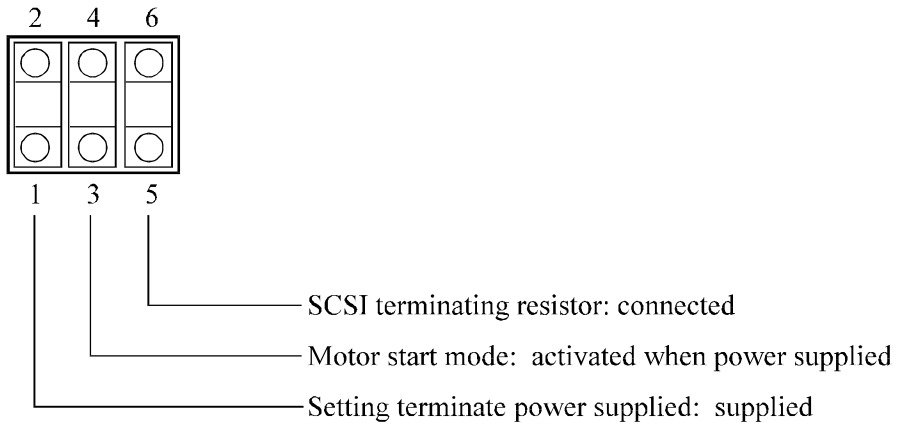 2 4 6
1 3 5
SCSI terminating resistor: connected
Motor start mode: activated when power supplied
Setting terminate power supplied: supplied